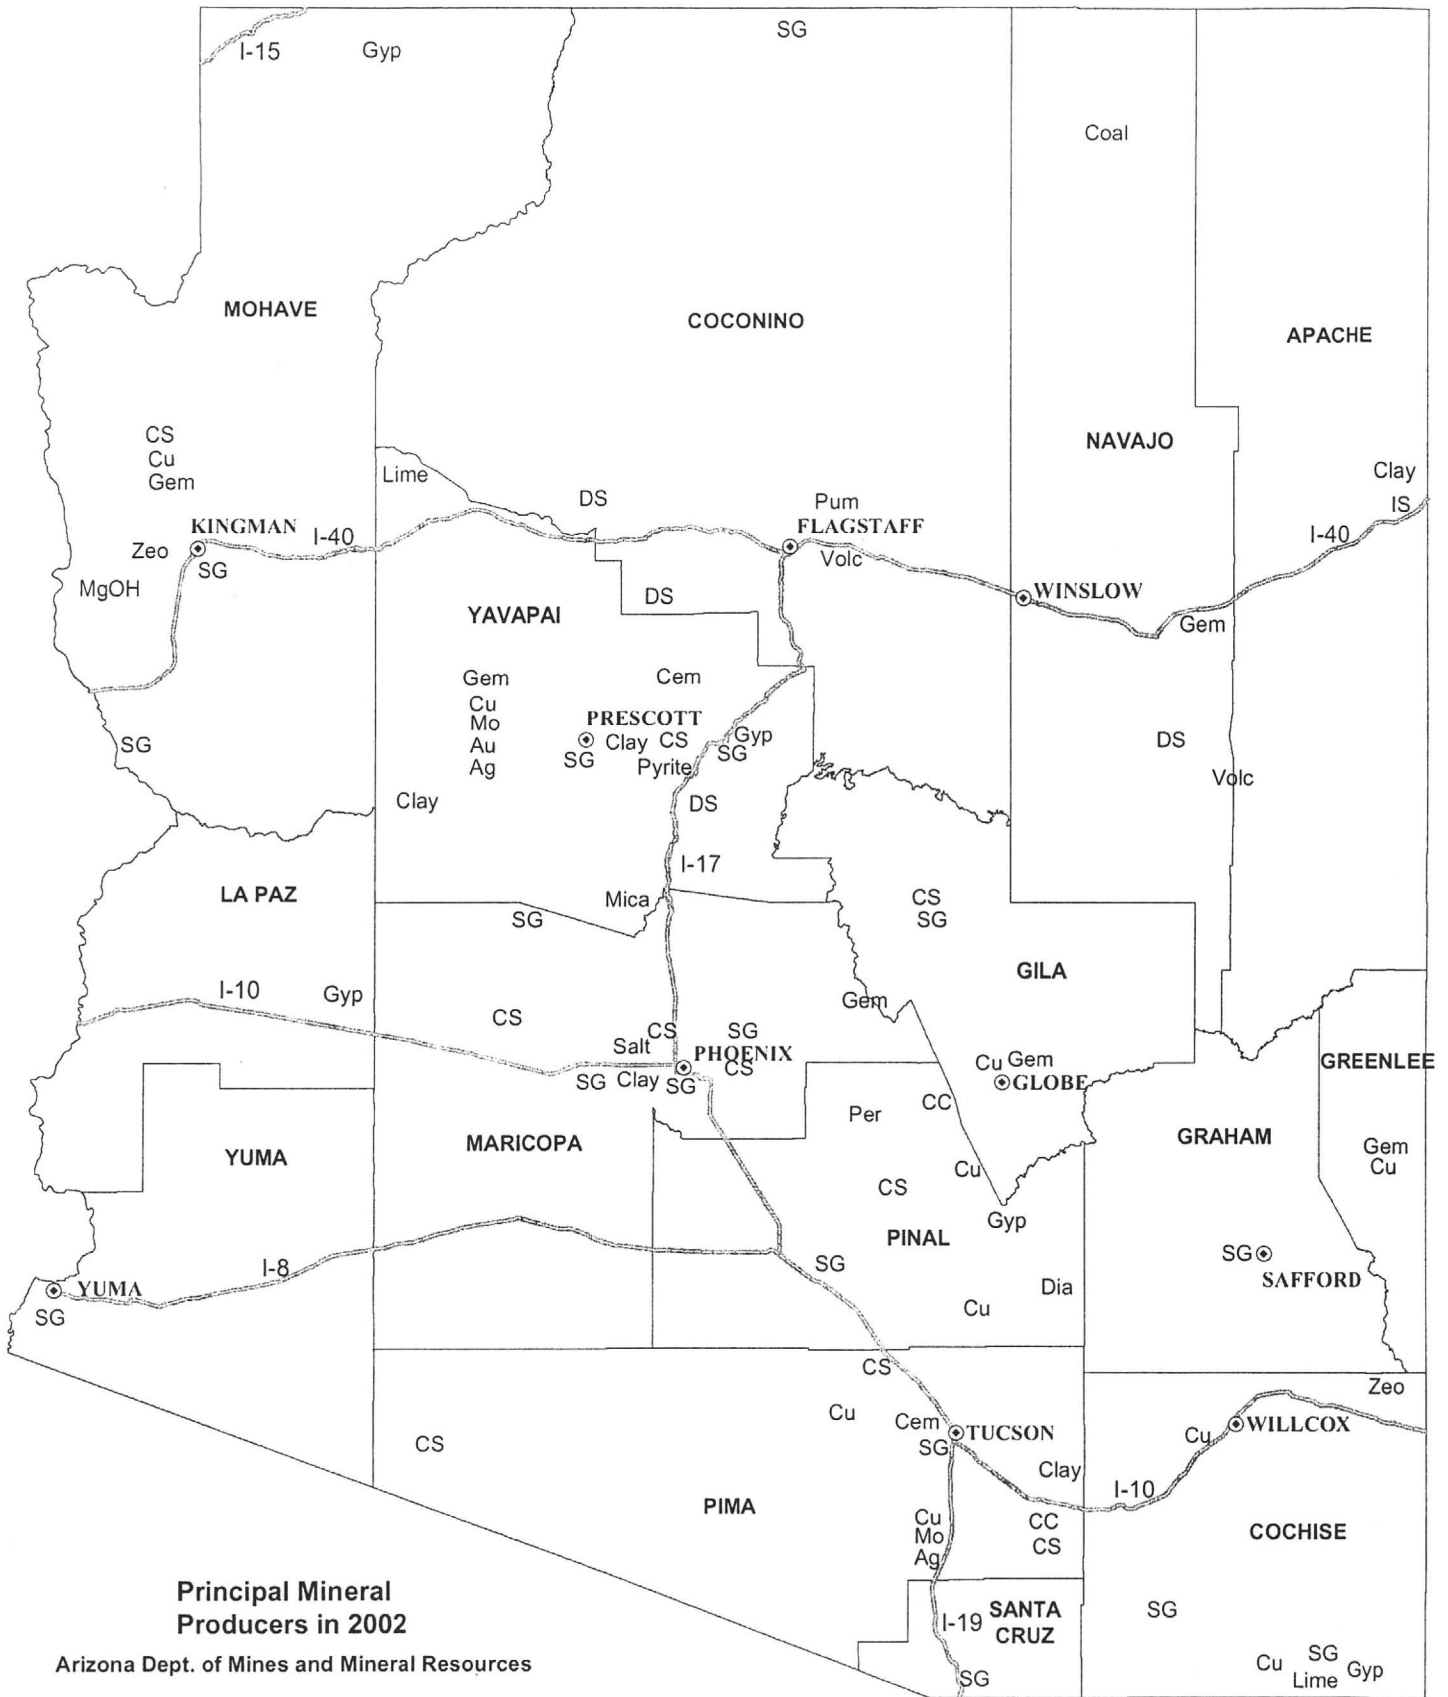 SG
I-15
Gyp
Coal
MOHAVE
COCONINO
APACHE
CS
Cu
Gem
NAVAJO
Lime
Clay
DS
Pum
IS
KINGMAN
I-40
FLAGSTAFF
I-40
Zeo
SG
Volc
MgOH
DS
WINSLOW
YAVAPAI
Gem
Gem
Cu
Mo
Au
Ag
Cem
PRESCOTT
SG
Clay
CS
Pyrite
Gyp
SG
SG
DS
Volc
Clay
DS
I-17
LA PAZ
Mica
SG
CS
SG
GILA
I-10
Gyp
CS
Gem
CS
SG
Salt
PHOENIX
CS
SG
Clay
SG
Cu
Gem
GLOBE
GREENLEE
Per
CC
YUMA
MARICOPA
GRAHAM
Gem
Cu
Cu
CS
Gyp
PINAL
SG
SG
SAFFORD
I-8
YUMA
SG
Dia
Cu
CS
Zeo
Cu
Cem
TUCSON
SG
Cu
WILLCOX
CS
Clay
I-10
PIMA
Cu
Mo
Ag
CC
CS
COCHISE
Principal Mineral
Producers in 2002
Arizona Dept. of Mines and Mineral Resources
I-19
SANTA
CRUZ
SG
SG
Cu
SG
Lime
Gyp